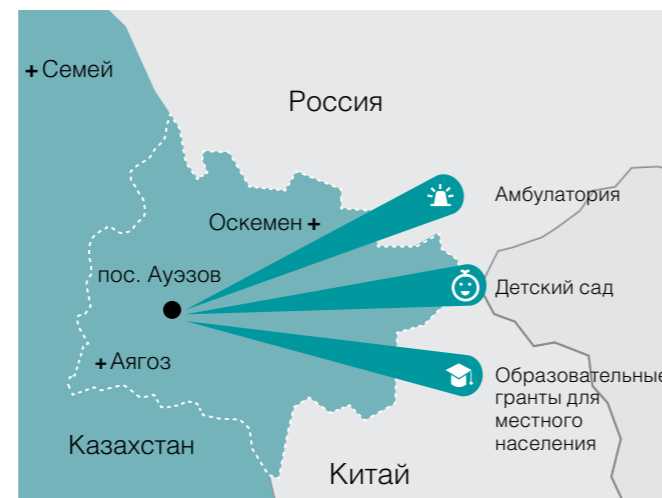 + Семей
Россия
Амбулатория
Оскемен +
пос. Ауэзов
Детский сад
+ Аягоз
Образовательные
гранты для
местного
населения
Казахстан
Китай